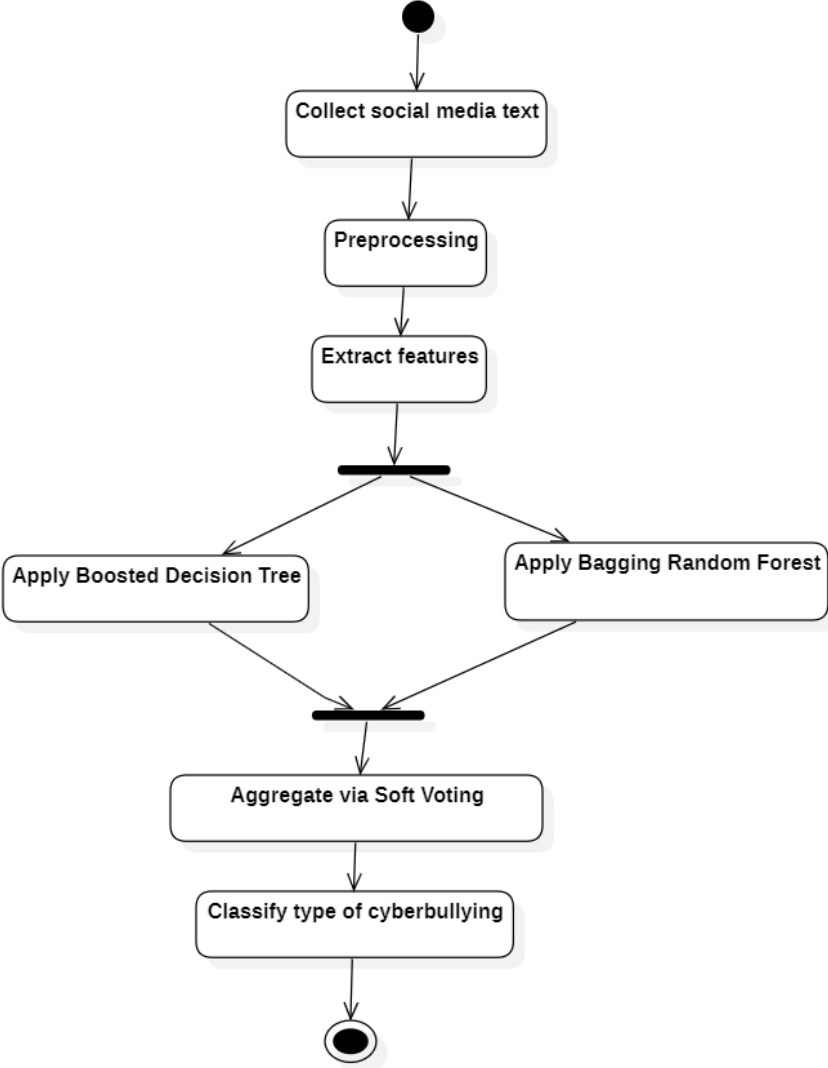 Collect social media text
Preprocessing
Extract features
Apply Boosted Decision Tree
Apply Bagging Random Forest
Aggregate via Soft Voting
Classify type of cyberbullying